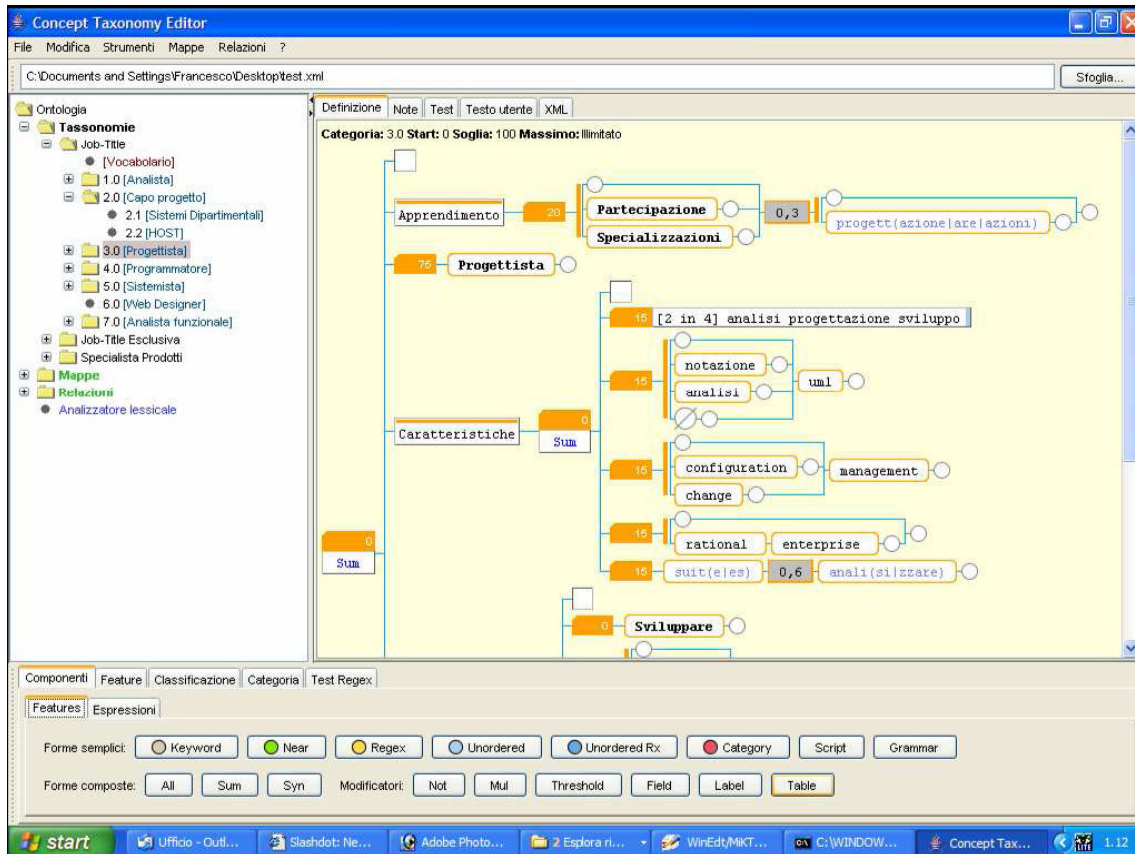 Concept Taxonomy Editor
File Modifica Strumenti Mappe Relazioni ?
C:\Documents and Settings\Francesco\Desktop\test.xml
Sfoglia...
Ontologia
Tassonomie
Job-Title
[Vocabolario]
1.0 [Analista]
2.0 [Capo progetto]
2.1 [Sistemi Dipartimentali]
2.2 [HOST]
3.0 [Progettista]
4.0 [Programmatore]
5.0 [Sistemista]
6.0 [Web Designer]
7.0 [Analista funzionale]
Job-Title Esclusiva
Specialista Prodotti
Mappe
Relazioni
Analizzatore lessicale
Definizione Note Test Testo utente XML
Categoria: 3.0 Start: 0 Soglia: 100 Massimo: Illimitato
Apprendimento 20 Partecipazione 0,3 progett(azione|are|azioni)
Specializzazioni
75 Progettista
15 [2 in 4] analisi progettazione sviluppo
notazione
15 analisi uml
Caratteristiche 0
Sum
15 configuration management
change
15 rational enterprise
0
Sum
15 suit(e|es) 0,6 anali(si|zzare)
0 Sviluppare
Componenti Feature Classificazione Categoria Test Regex
Features Espressioni
Forme semplici: Keyword Near Regex Unordered Unordered Rx Category Script Grammar
Forme composte: All Sum Syn Modificatori: Not Mul Threshold Field Label Table
start Ufficio - Outl... Slashdot: Ne... Adobe Photo... 2 Esplora ri... WinEdt/MiKT... C:\WINDOW... Concept Tax... 1.12